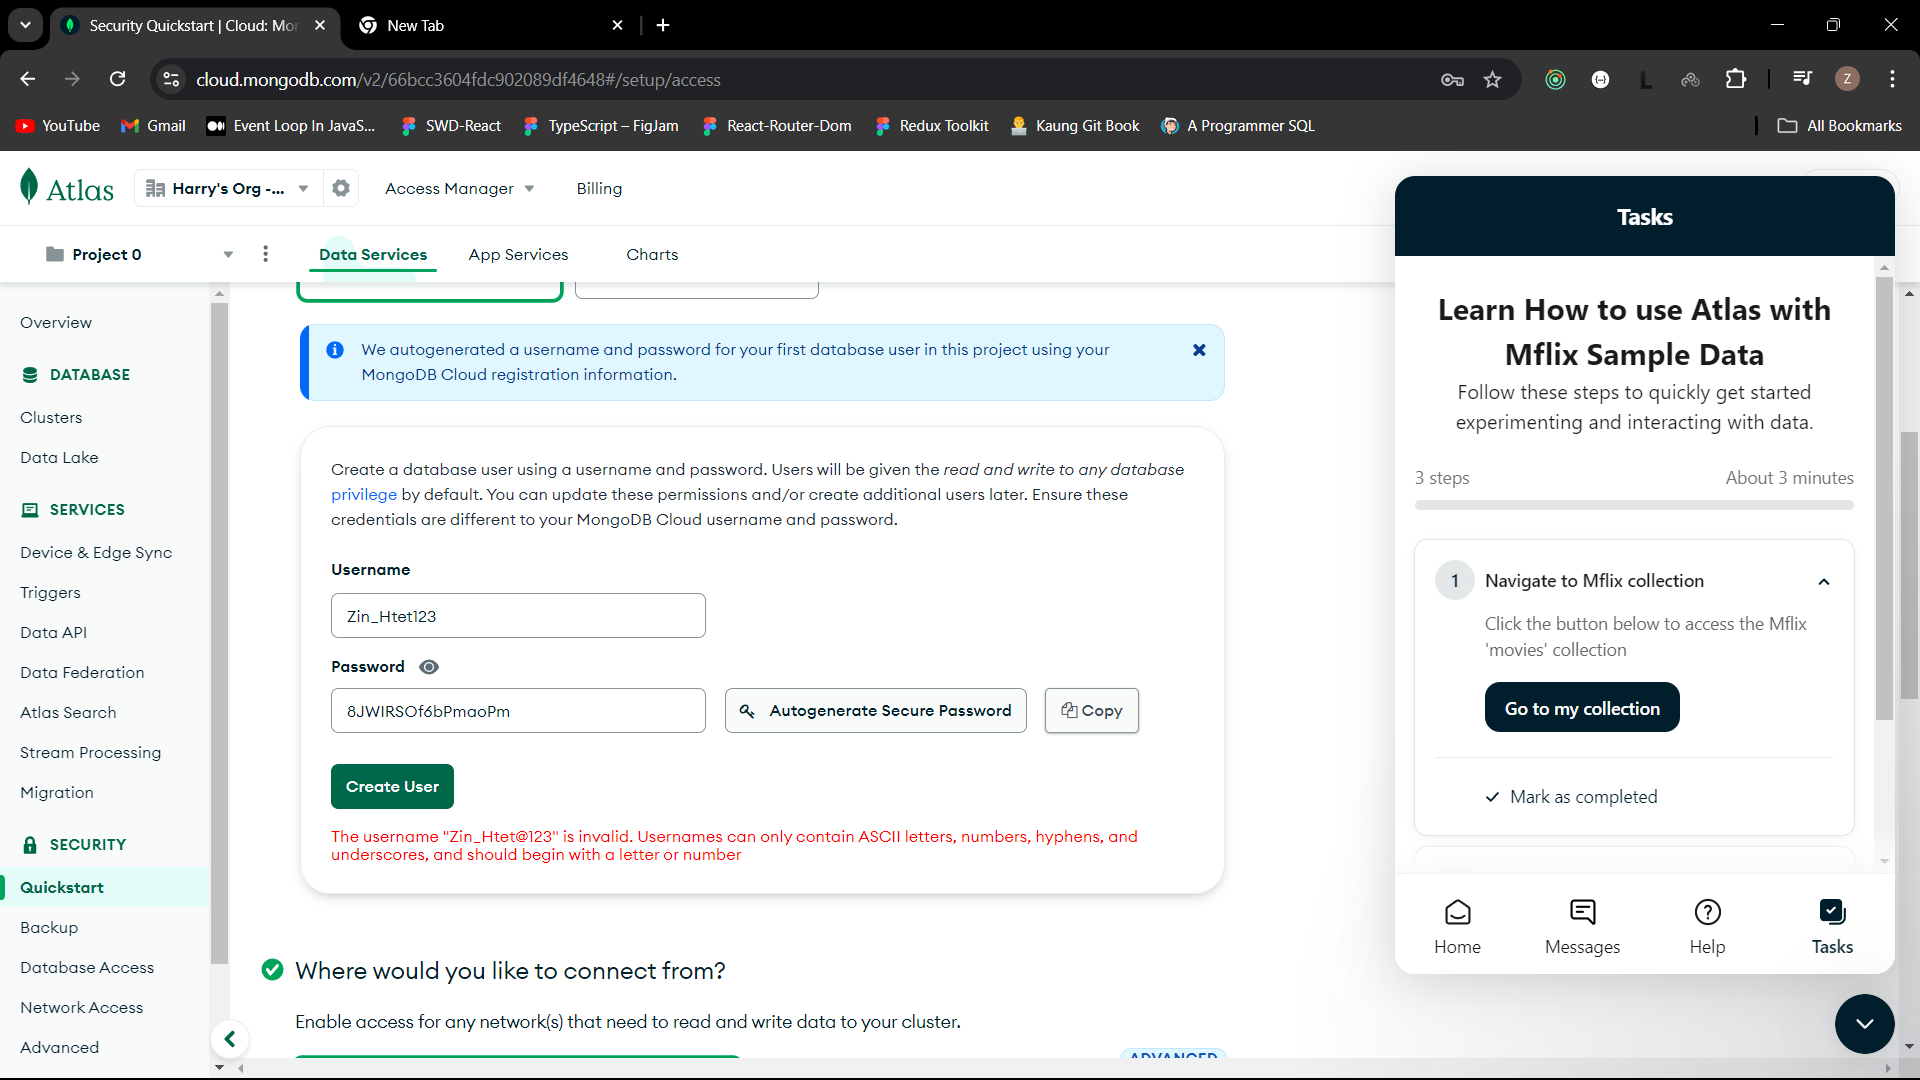 Security Quickstart | Cloud: Mon
New Tab
cloud.mongodb.com/v2/66bcc3604fdc902089df4648#/setup/access
Z
YouTube
Gmail
Event Loop In JavaS...
SWD-React
TypeScript – FigJam
React-Router-Dom
Redux Toolkit
Kaung Git Book
A Programmer SQL
All Bookmarks
Atlas
Harry's Org -...
Access Manager
Billing
Project 0
Data Services
App Services
Charts
Overview
DATABASE
Clusters
Data Lake
SERVICES
Device & Edge Sync
Triggers
Data API
Data Federation
Atlas Search
Stream Processing
Migration
SECURITY
Quickstart
Backup
Database Access
Network Access
Advanced
We autogenerated a username and password for your first database user in this project using your
MongoDB Cloud registration information.
Create a database user using a username and password. Users will be given the read and write to any database
privilege by default. You can update these permissions and/or create additional users later. Ensure these
credentials are different to your MongoDB Cloud username and password.
Username
Zin_Htet123
Password
8JWIRSOf6bPmaoPm
Autogenerate Secure Password
Copy
Create User
The username "Zin_Htet@123" is invalid. Usernames can only contain ASCII letters, numbers, hyphens, and
underscores, and should begin with a letter or number
Where would you like to connect from?
Enable access for any network(s) that need to read and write data to your cluster.
ADVANCED
Tasks
Learn How to use Atlas with
Mflix Sample Data
Follow these steps to quickly get started
experimenting and interacting with data.
3 steps
About 3 minutes
1
Navigate to Mflix collection
Click the button below to access the Mflix
'movies' collection
Go to my collection
Mark as completed
Home
Messages
Help
Tasks